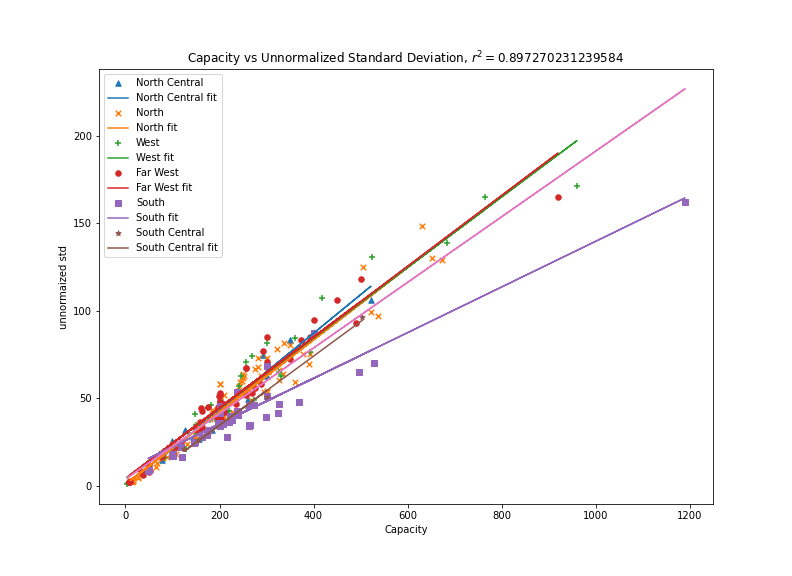 Capacity vs Unnormalized Standard Deviation, r² = 0.897270231239584
North Central
North Central fit
North
North fit
West
West fit
Far West
Far West fit
South
South fit
South Central
South Central fit
unnormaized std
200
150
100
50
0
0 200 400 600 800 1000 1200
Capacity